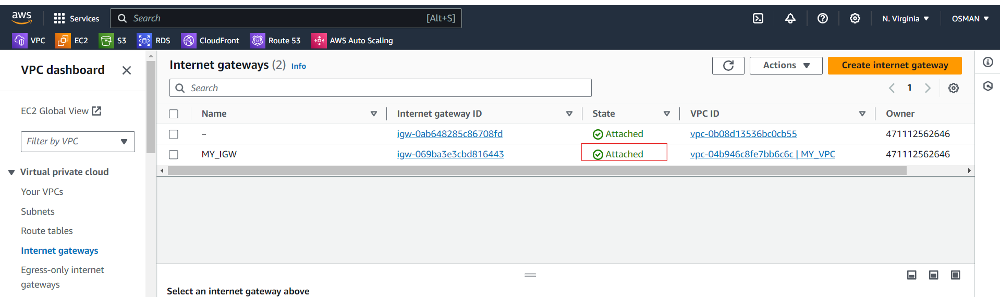 aws Services Search [Alt+S] N. Virginia OSMAN
VPC EC2 S3 RDS CloudFront 53 Route 53 AWS Auto Scaling
VPC dashboard
EC2 Global View
Filter by VPC
Virtual private cloud
Your VPCs
Subnets
Route tables
Internet gateways
Egress-only internet
gateways
Internet gateways (2) Info
Actions
Create internet gateway
Search
1
Name Internet gateway ID State VPC ID Owner
– igw-0ab648285c86708fd Attached vpc-0b08d13536bc0cb55 471112562646
MY_IGW igw-069ba3e3cbd816443 Attached vpc-04b946c8fe7bb6c6c | MY_VPC 471112562646
Select an internet gateway above